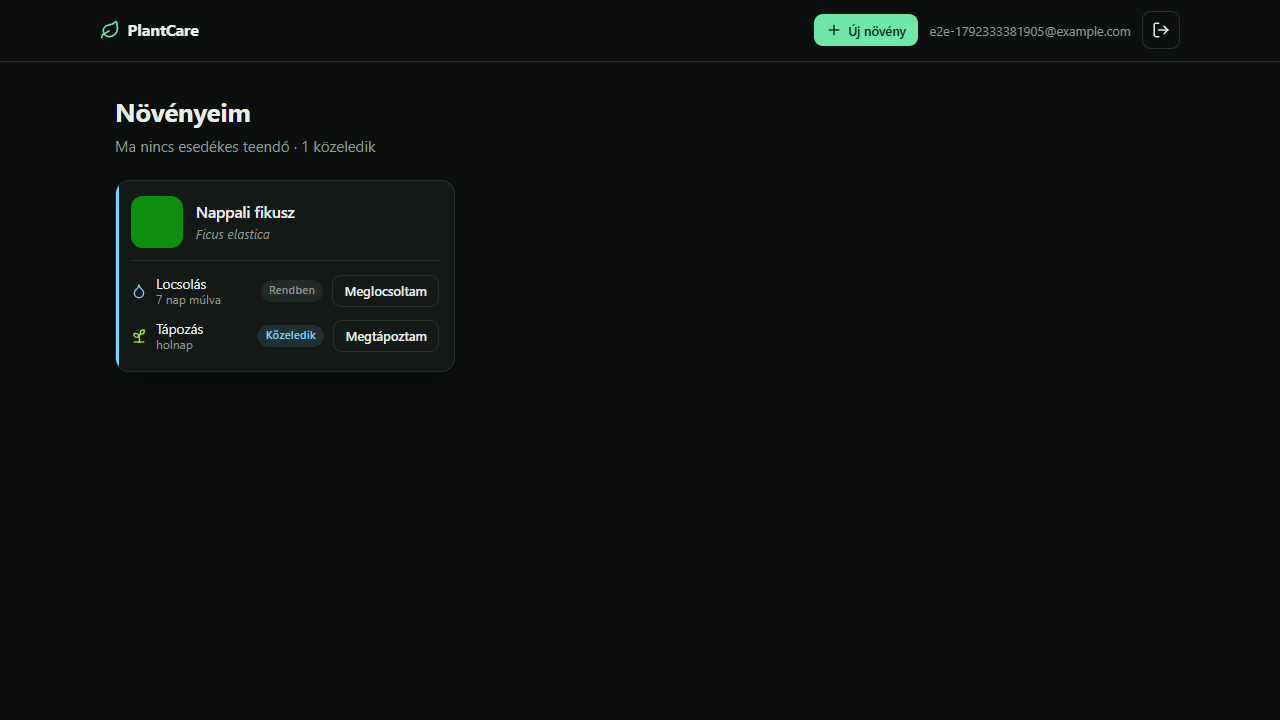 PlantCare
Új növény
e2e-1792333381905@example.com
Növényeim
Ma nincs esedékes teendő · 1 közeledik
Nappali fikusz
Ficus elastica
Locsolás
7 nap múlva
Rendben
Meglocsoltam
Tápozás
holnap
Közeledik
Megtápoztam